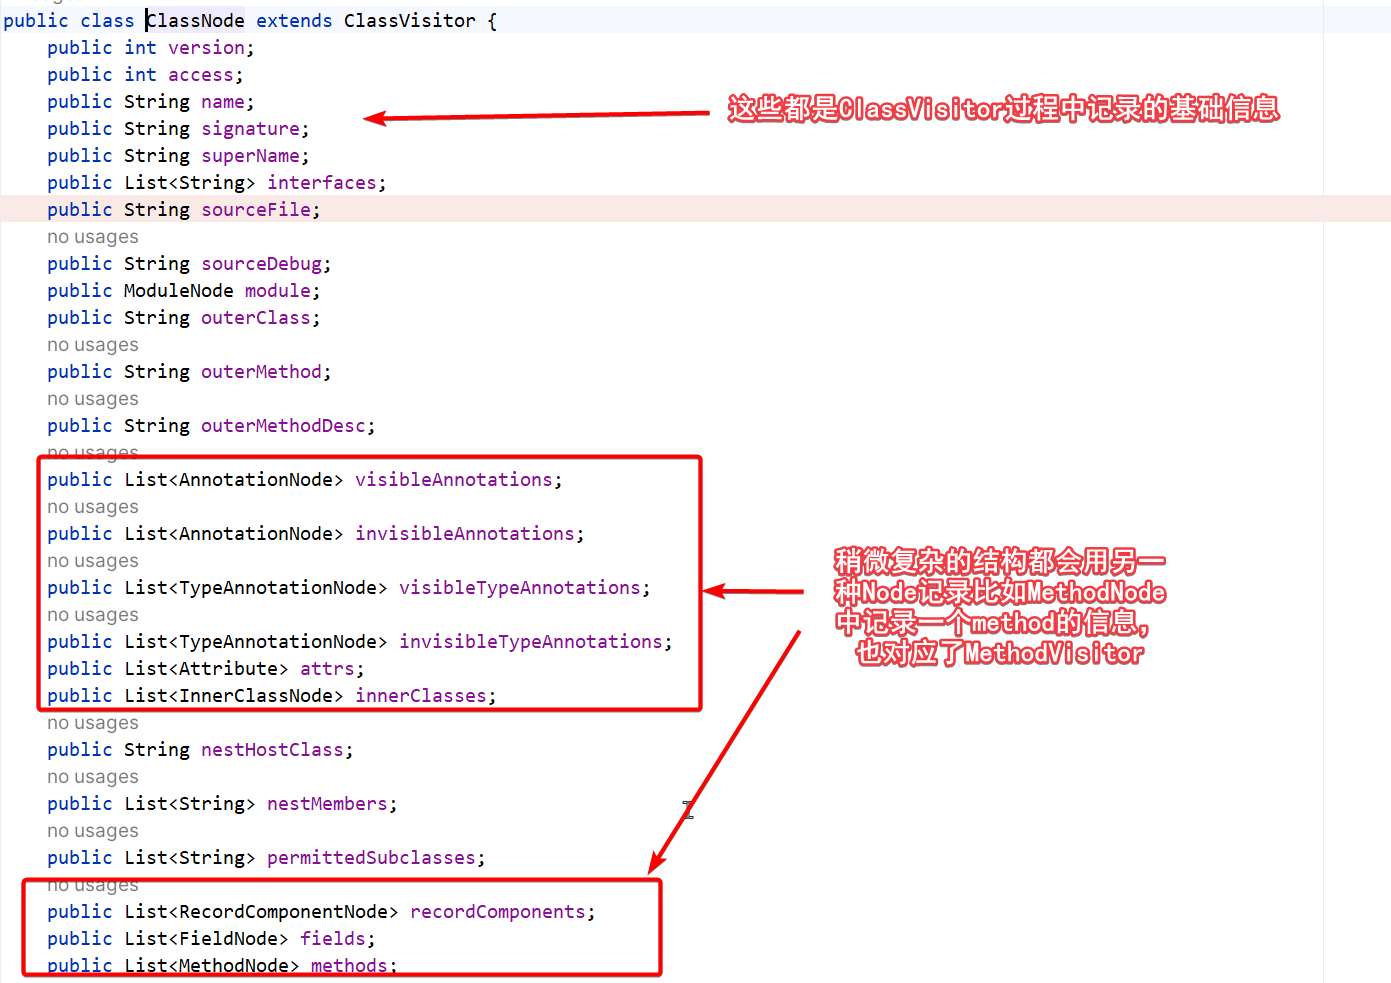 public class ClassNode extends ClassVisitor {
public int version;
public int access;
public String name;
这些都是ClassVisitor过程中记录的基础信息
public String signature;
public String superName;
public List<String> interfaces;
public String sourceFile;
no usages
public String sourceDebug;
public ModuleNode module;
public String outerClass;
no usages
public String outerMethod;
no usages
public String outerMethodDesc;
no usages
public List<AnnotationNode> visibleAnnotations;
no usages
public List<AnnotationNode> invisibleAnnotations;
no usages
public List<TypeAnnotationNode> visibleTypeAnnotations;
no usages
public List<TypeAnnotationNode> invisibleTypeAnnotations;
public List<Attribute> attrs;
public List<InnerClassNode> innerClasses;
稍微复杂的结构都会用另一
种Node记录比如MethodNode
中记录一个method的信息，
也对应了MethodVisitor
no usages
public String nestHostClass;
no usages
public List<String> nestMembers;
no usages
public List<String> permittedSubclasses;
no usages
public List<RecordComponentNode> recordComponents;
public List<FieldNode> fields;
public List<MethodNode> methods;